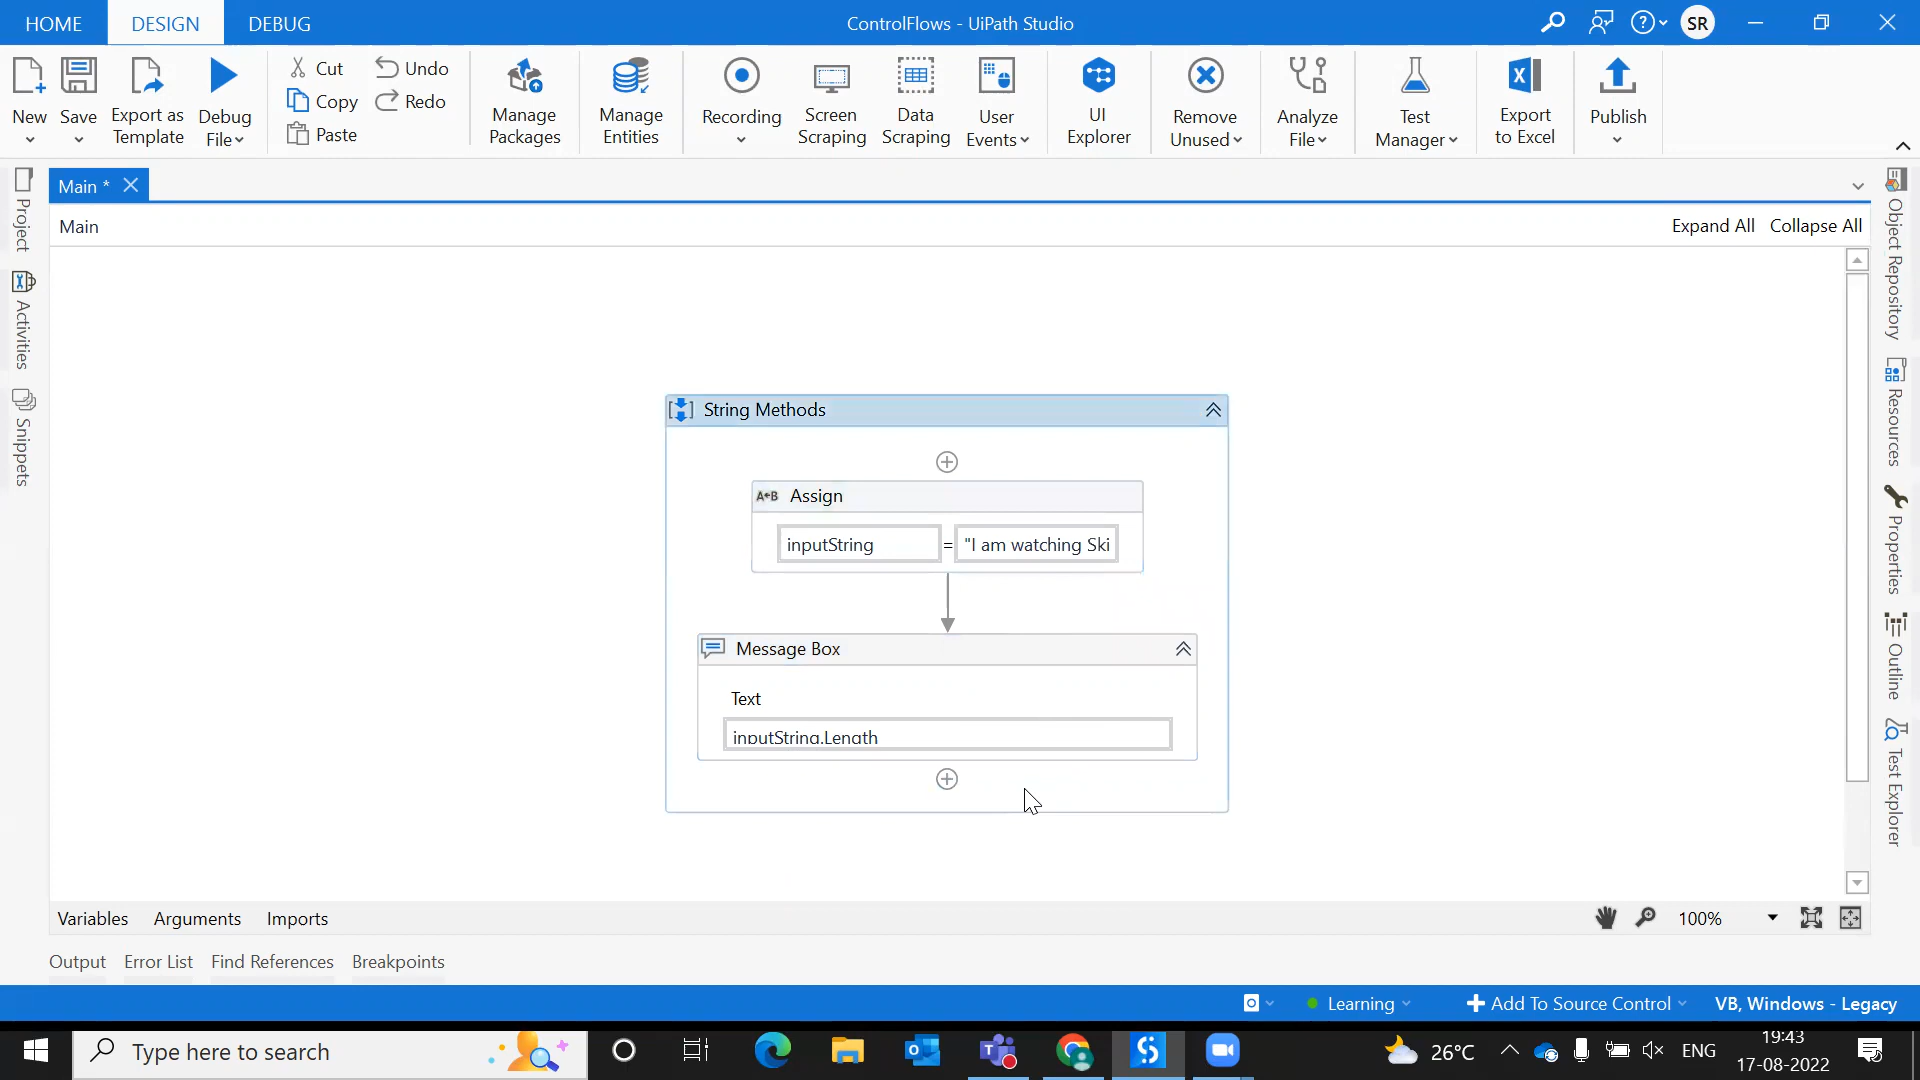 HOME DESIGN DEBUG ControlFlows - UiPath Studio SR
New Save Export as Template Debug File Cut Copy Paste Undo Redo Manage Packages Manage Entities Recording Screen Scraping Data Scraping User Events UI Explorer Remove Unused Analyze File Test Manager Export to Excel Publish
Main *
Main Expand All Collapse All
Project
Activities
Snippets
String Methods
A B Assign
inputString = "I am watching Ski
Message Box
Text
inputString.Length
Object Repository
Resources
Properties
Outline
Test Explorer
Variables Arguments Imports 100%
Output Error List Find References Breakpoints
Learning Add To Source Control VB, Windows - Legacy
Type here to search 26°C ENG 19:43
17-08-2022